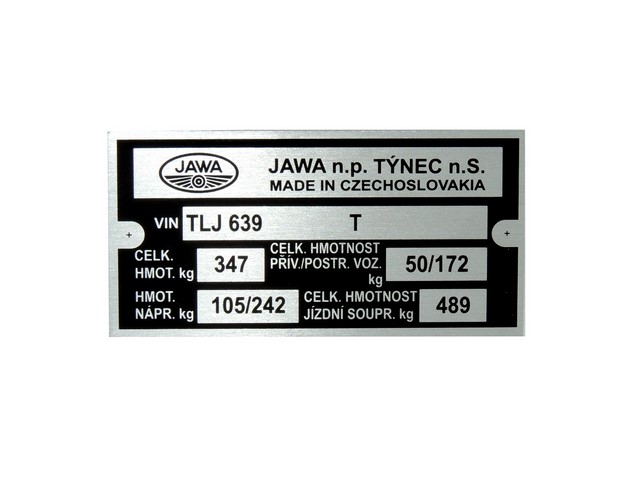 JAWA
JAWA n.p. TÝNEC n.S.
MADE IN CZECHOSLOVAKIA
VIN TLJ 639 T
CELK. HMOT. kg 347
CELK. HMOTNOST PŘÍV./POSTR. VOZ. kg 50/172
HMOT. NÁPR. kg 105/242
CELK. HMOTNOST JÍZDNÍ SOUPR. kg 489